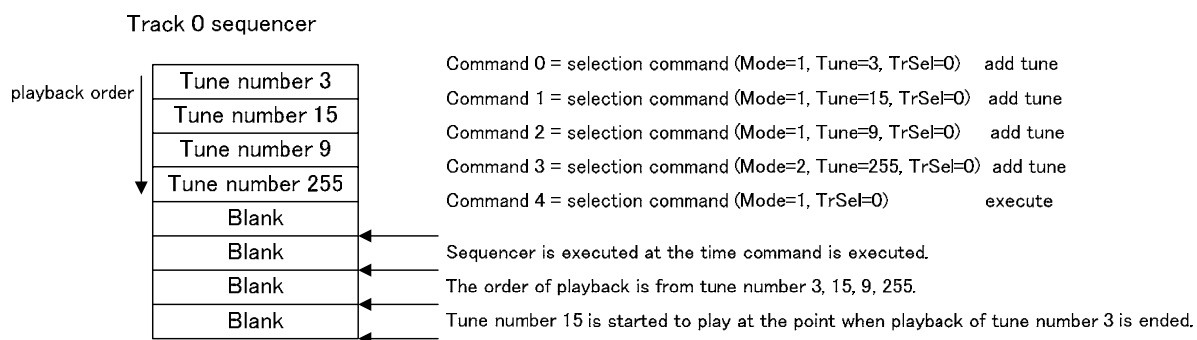 Track 0 sequencer
playback order
Tune number 3
Tune number 15
Tune number 9
Tune number 255
Blank
Blank
Blank
Blank
Command 0 = selection command (Mode=1, Tune=3, TrSel=0) add tune
Command 1 = selection command (Mode=1, Tune=15, TrSel=0) add tune
Command 2 = selection command (Mode=1, Tune=9, TrSel=0) add tune
Command 3 = selection command (Mode=2, Tune=255, TrSel=0) add tune
Command 4 = selection command (Mode=1, TrSel=0) execute
Sequencer is executed at the time command is executed.
The order of playback is from tune number 3, 15, 9, 255.
Tune number 15 is started to play at the point when playback of tune number 3 is ended.